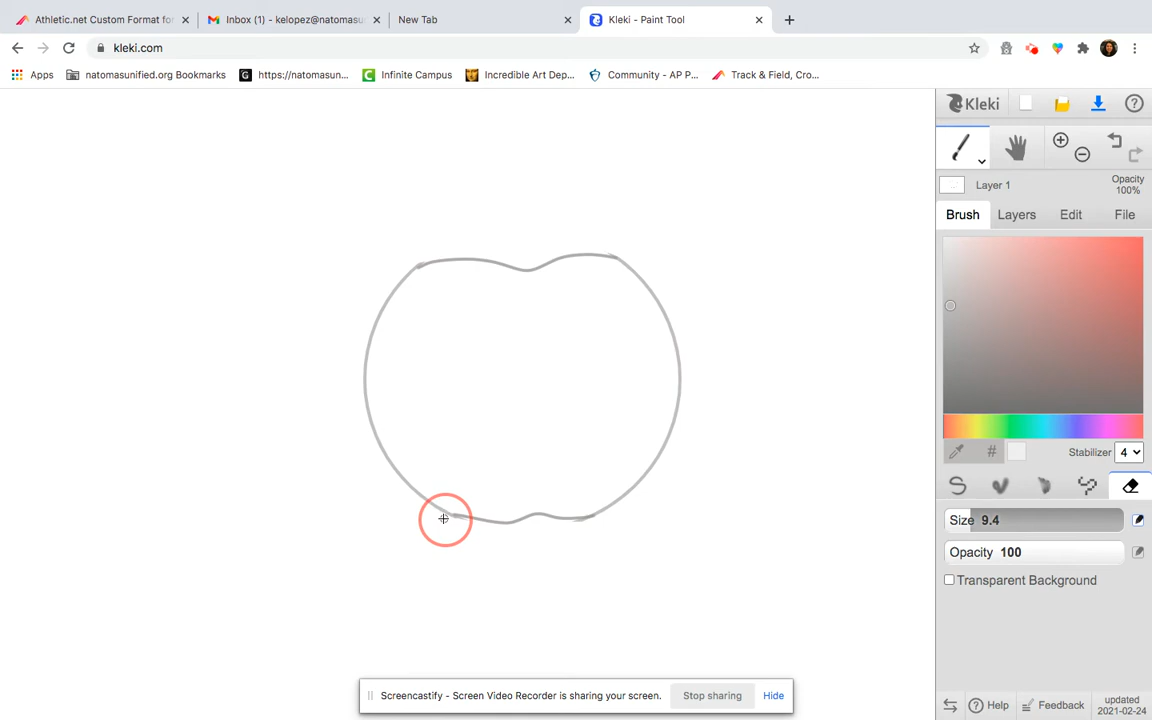 Athletic.net Custom Format for
Inbox (1) - kelopez@natomasu
New Tab
Kleki - Paint Tool
kleki.com
Apps
natomasunified.org Bookmarks
https://natomasun...
Infinite Campus
Incredible Art Dep...
Community - AP P...
Track & Field, Cro...
Kleki
Layer 1
Opacity
100%
Brush
Layers
Edit
File
#
Stabilizer
4
Size 9.4
Opacity 100
Transparent Background
Screencastify - Screen Video Recorder is sharing your screen.
Stop sharing
Hide
Help
Feedback
updated
2021-02-24